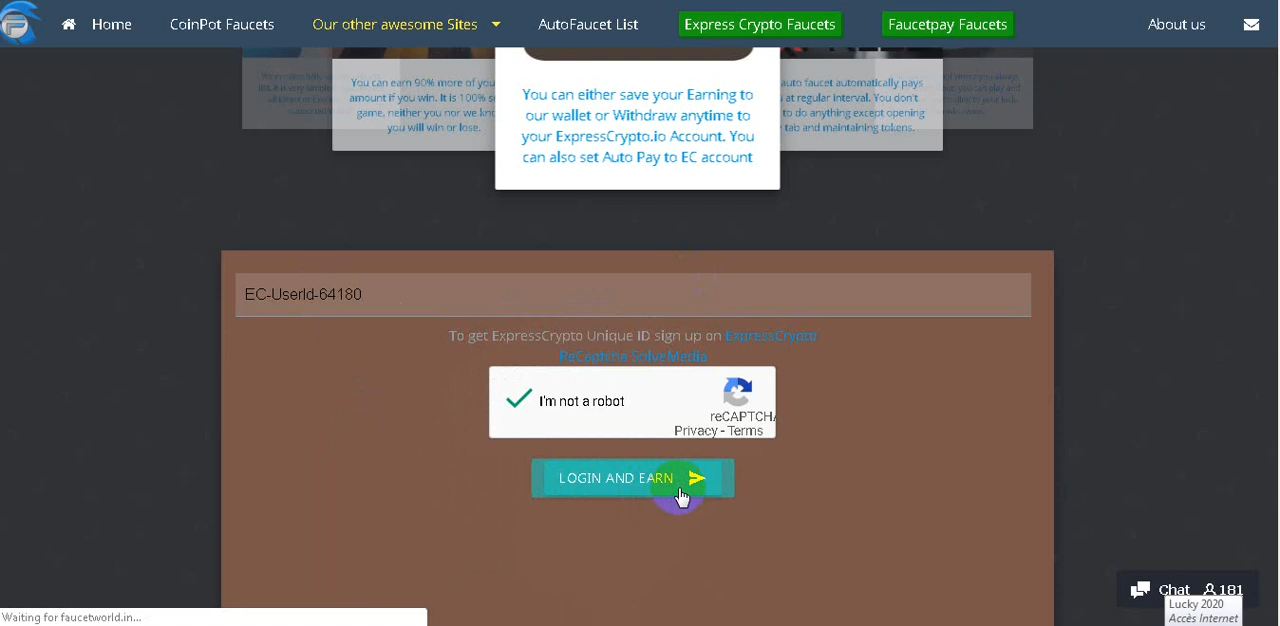 Home CoinPot Faucets Our other awesome Sites AutoFaucet List Express Crypto Faucets Faucetpay Faucets About us
You can earn 90% more of you
amount if you win. It is 100% s
game, neither you nor we kno
you will win or lose.
You can either save your Earning to
our wallet or Withdraw anytime to
your ExpressCrypto.io Account. You
can also set Auto Pay to EC account
auto faucet automatically pays
at regular interval. You don't
to do anything except opening
tab and maintaining tokens.
EC-UserId-64180
To get ExpressCrypto Unique ID sign up on ExpressCrypto
ReCaptcha SolveMedia
I'm not a robot
reCAPTCHA
Privacy - Terms
LOGIN AND EARN
Chat 181
Lucky 2020
Accès Internet
Waiting for faucetworld.in...